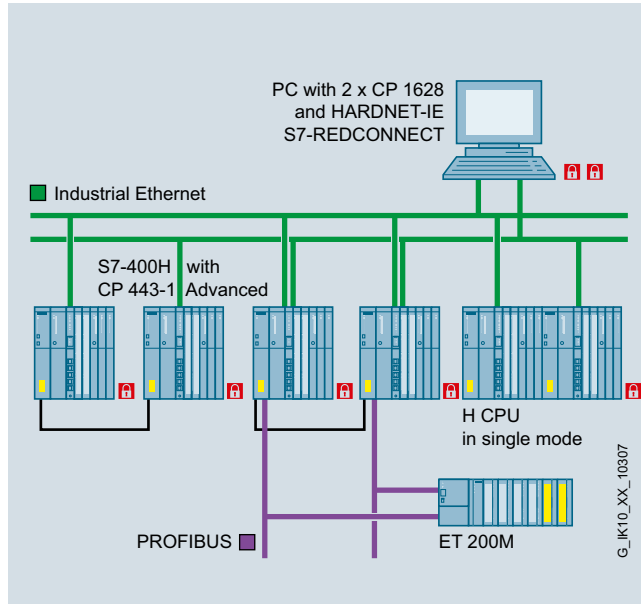 PC with 2 x CP 1628
and HARDNET-IE
S7-REDCONNECT
Industrial Ethernet
S7-400H with
CP 443-1 Advanced
H CPU
in single mode
PROFIBUS
ET 200M
G_IK10_XX_10307